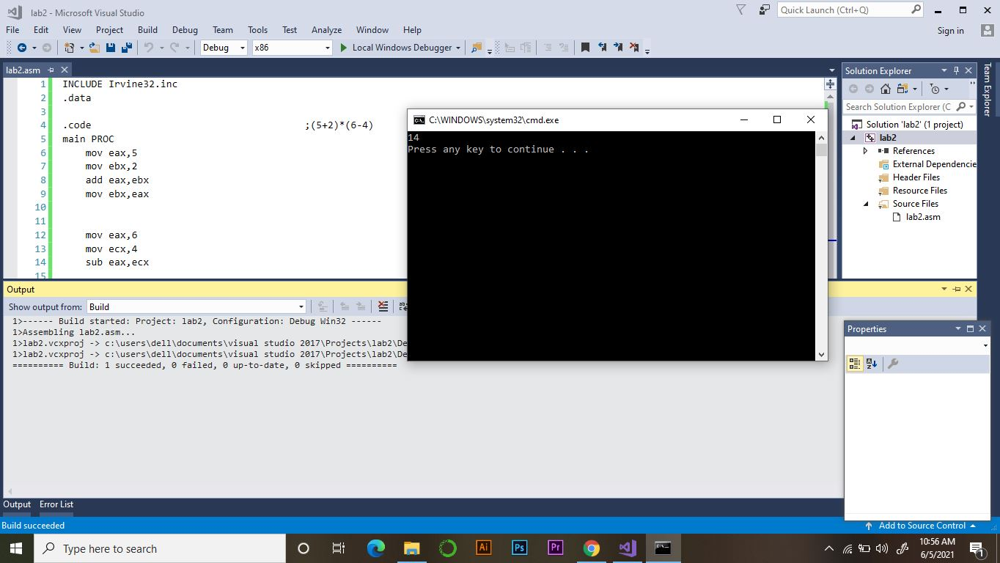 lab2 - Microsoft Visual Studio
Quick Launch (Ctrl+Q)
File Edit View Project Build Debug Team Tools Test Analyze Window Help
Sign in
Debug x86 Local Windows Debugger
lab2.asm
1 INCLUDE Irvine32.inc
2 .data
3
4 .code ;(5+2)*(6-4)
5 main PROC
6 mov eax,5
7 mov ebx,2
8 add eax,ebx
9 mov ebx,eax
10
11
12 mov eax,6
13 mov ecx,4
14 sub eax,ecx
15
C:\WINDOWS\system32\cmd.exe
14
Press any key to continue . . .
Solution Explorer
Search Solution Explorer (C
Solution 'lab2' (1 project)
lab2
References
External Dependencie
Header Files
Resource Files
Source Files
lab2.asm
Team Explorer
Output
Show output from: Build
1>------ Build started: Project: lab2, Configuration: Debug Win32 ------
1>Assembling lab2.asm...
1>lab2.vcxproj -> c:\users\dell\documents\visual studio 2017\Projects\lab2\De
1>lab2.vcxproj -> c:\users\dell\documents\visual studio 2017\Projects\lab2\De
========== Build: 1 succeeded, 0 failed, 0 up-to-date, 0 skipped ==========
Properties
Output Error List
Build succeeded
Add to Source Control
Type here to search
Ai
Ps
Pr
10:56 AM
6/5/2021
1